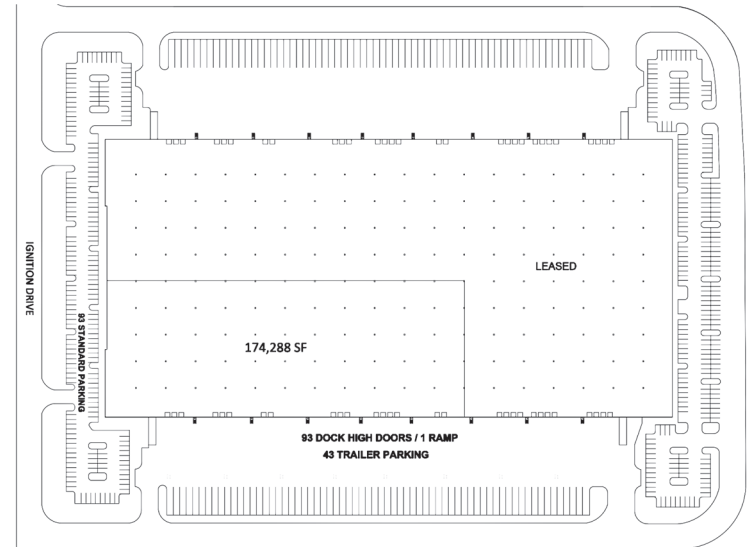 LEASED
IGNITION DRIVE
93 STANDARD PARKING
174,288 SF
93 DOCK HIGH DOORS / 1 RAMP
43 TRAILER PARKING